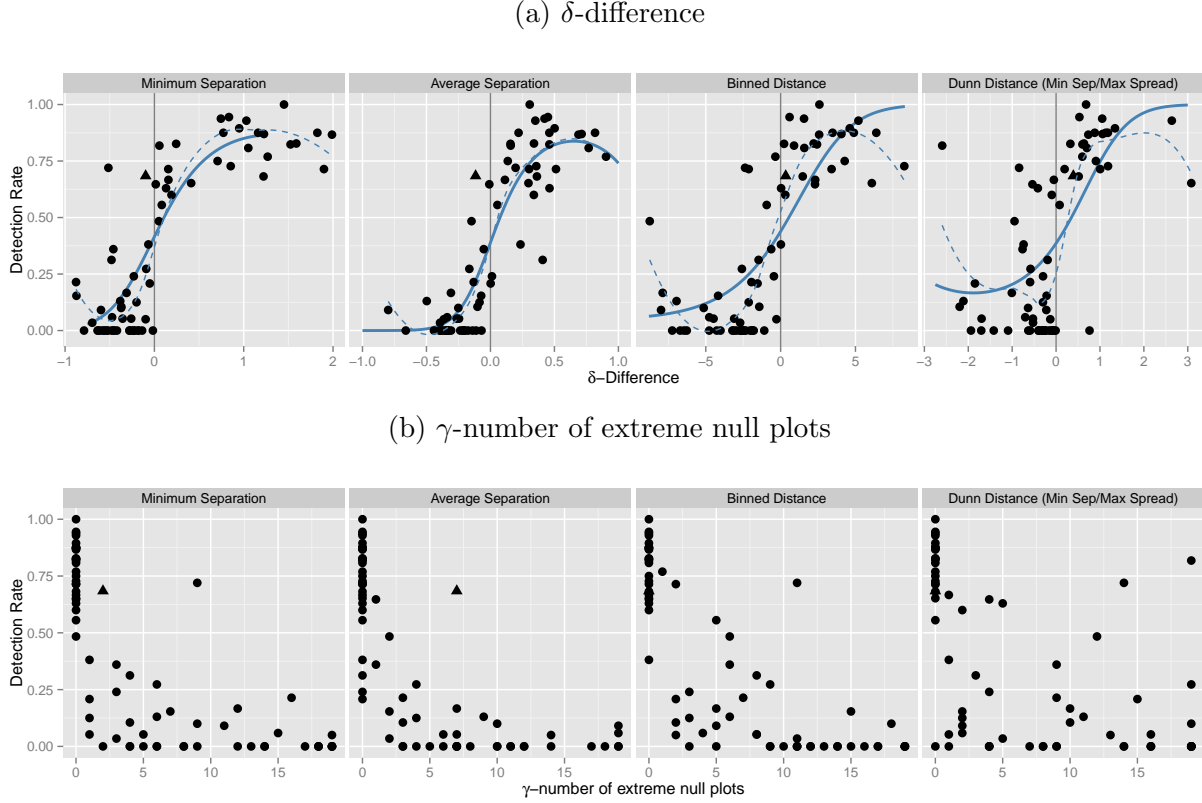 (a) δ-difference
Minimum Separation Average Separation Binned Distance Dunn Distance (Min Sep/Max Spread)
1.00
0.75
0.50
0.25
0.00
Detection Rate
−1 0 1 2 −1.0 −0.5 0.0 0.5 1.0 −5 0 5 −3 −2 −1 0 1 2 3
δ−Difference
(b) γ-number of extreme null plots
Minimum Separation Average Separation Binned Distance Dunn Distance (Min Sep/Max Spread)
1.00
0.75
0.50
0.25
0.00
Detection Rate
0 5 10 15 0 5 10 15 0 5 10 15 0 5 10 15
γ−number of extreme null plots